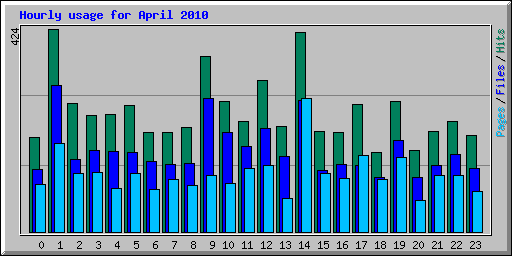 Hourly usage for April 2010
424
Pages/Files/Hits
0 1 2 3 4 5 6 7 8 9 10 11 12 13 14 15 16 17 18 19 20 21 22 23